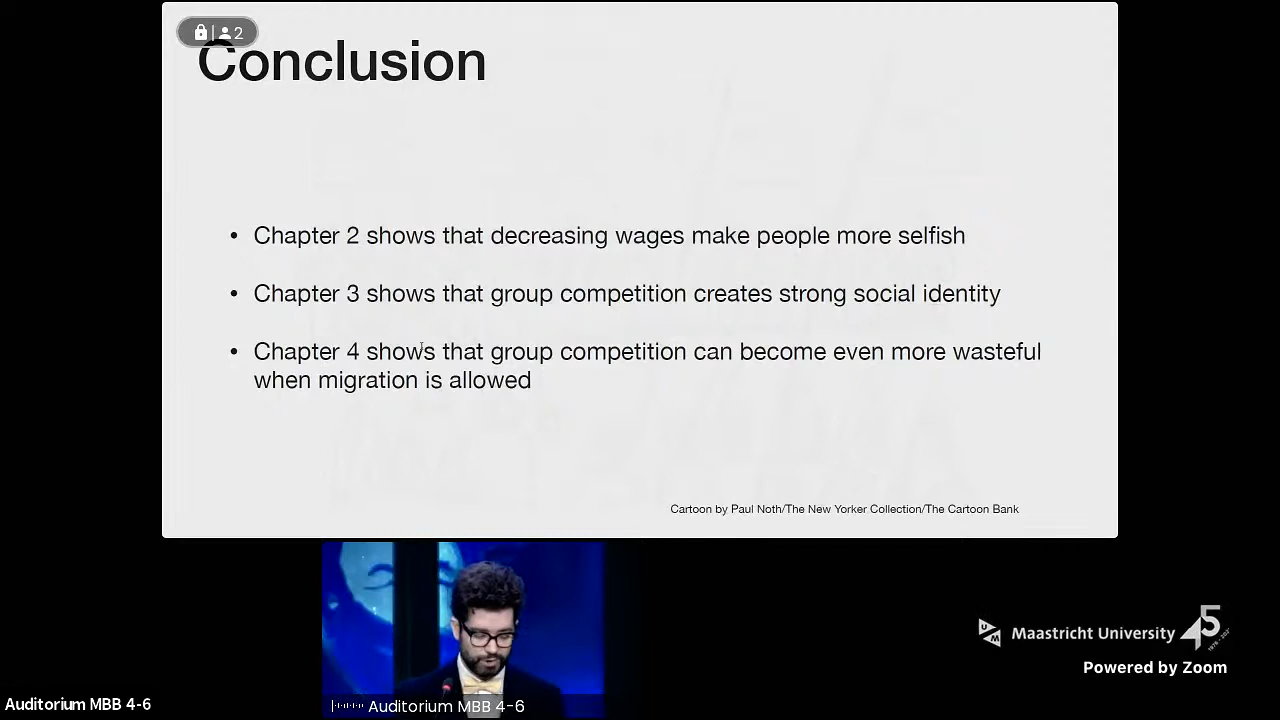 2
Conclusion
• Chapter 2 shows that decreasing wages make people more selfish
• Chapter 3 shows that group competition creates strong social identity
• Chapter 4 shows that group competition can become even more wasteful
when migration is allowed
Cartoon by Paul Noth/The New Yorker Collection/The Cartoon Bank
UM
Maastricht University
45
Powered by Zoom
Auditorium MBB 4-6
Auditorium MBB 4-6